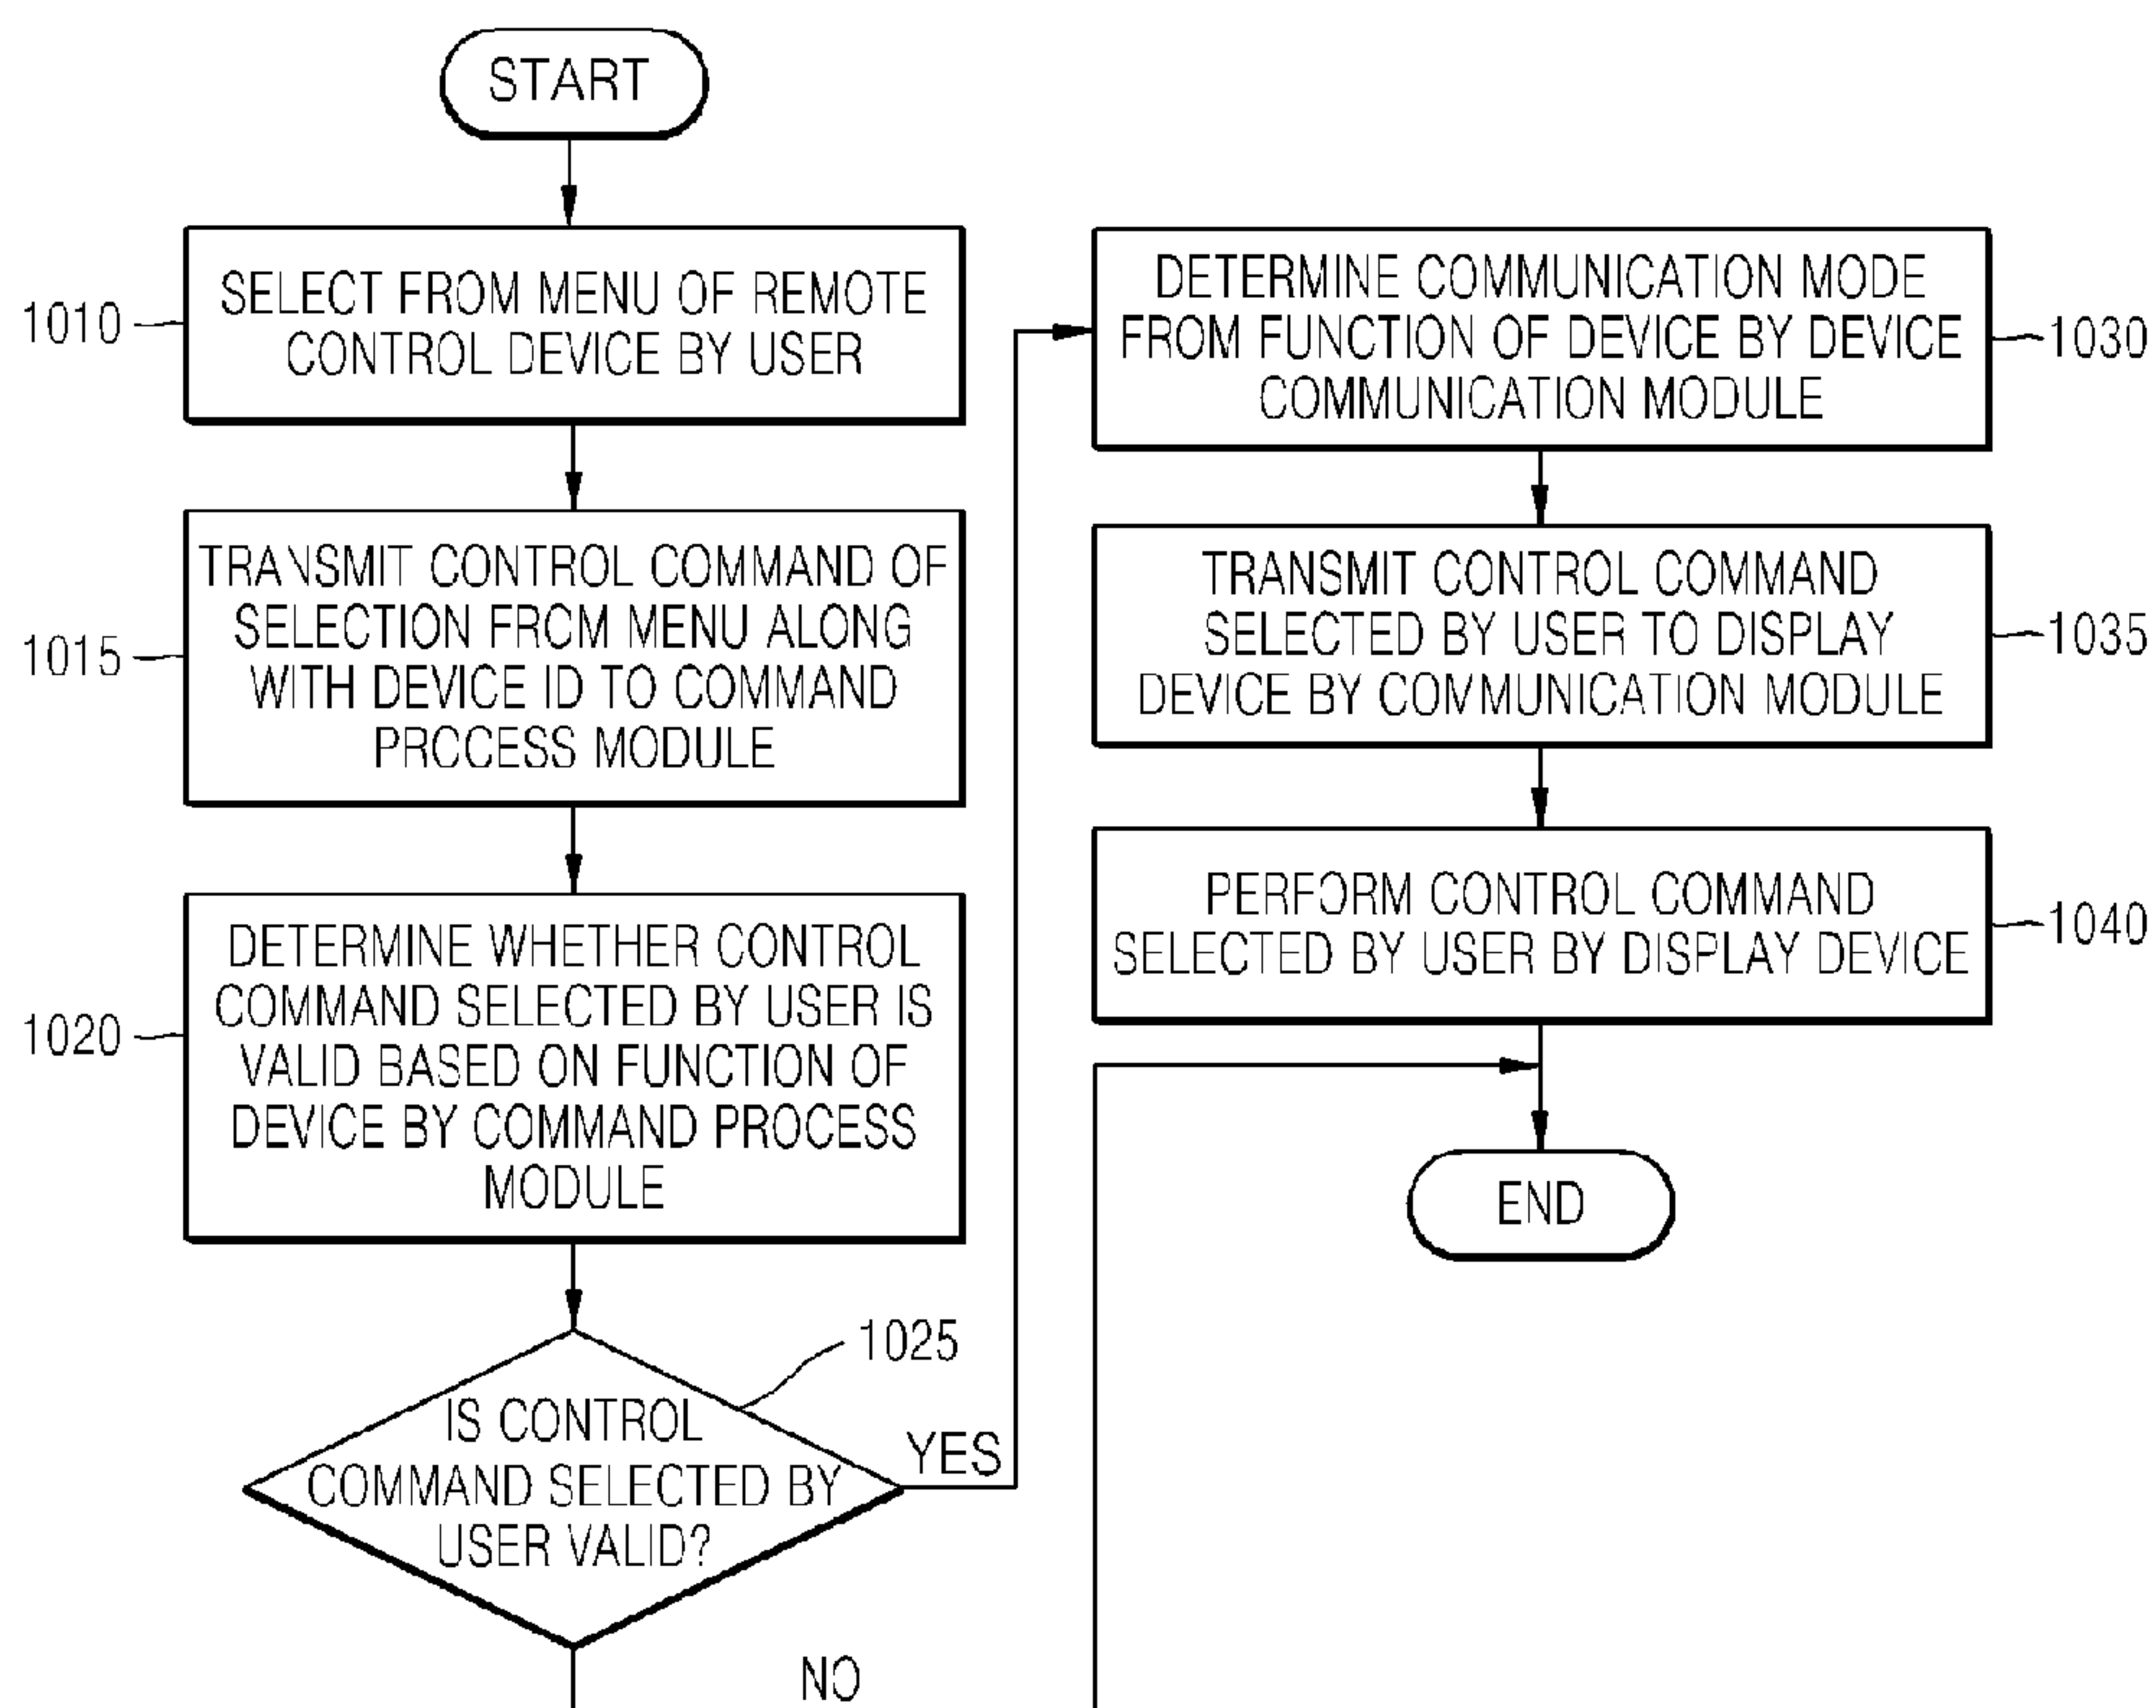 START
1010
SELECT FROM MENU OF REMOTE
CONTROL DEVICE BY USER
1015
TRANSMIT CONTROL COMMAND OF
SELECTION FROM MENU ALONG
WITH DEVICE ID TO COMMAND
PROCESS MODULE
1020
DETERMINE WHETHER CONTROL
COMMAND SELECTED BY USER IS
VALID BASED ON FUNCTION OF
DEVICE BY COMMAND PROCESS
MODULE
1025
IS CONTROL
COMMAND SELECTED BY
USER VALID?
YES
NO
DETERMINE COMMUNICATION MODE
FROM FUNCTION OF DEVICE BY DEVICE
COMMUNICATION MODULE
1030
TRANSMIT CONTROL COMMAND
SELECTED BY USER TO DISPLAY
DEVICE BY COMMUNICATION MODULE
1035
PERFORM CONTROL COMMAND
SELECTED BY USER BY DISPLAY DEVICE
1040
END